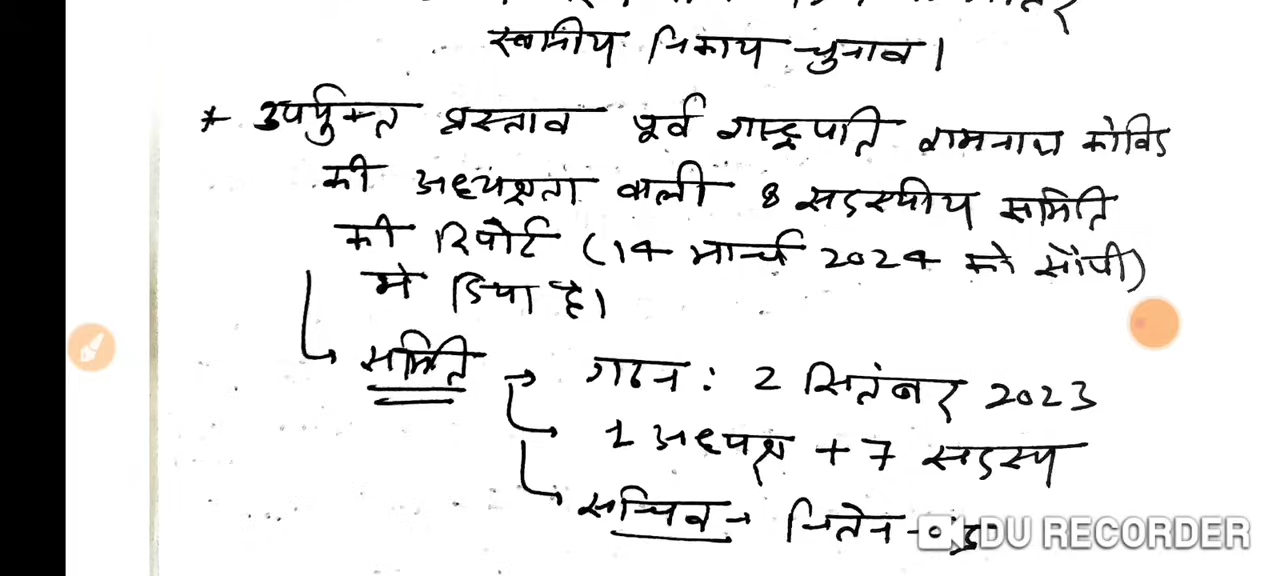 स्थानीय निकाय चुनाव।
* उपर्युक्त प्रस्ताव पूर्व राष्ट्रपति रामनाथ कोविंद
की अध्यक्षता वाली 8 सदस्यीय समिति
की रिपोर्ट (14 मार्च 2024 को सौंपी)
में दिया है।
समिति → गठन : 2 सितंबर 2023
1 अध्यक्ष + 7 सदस्य
सचिव → नितेन
DU RECORDER